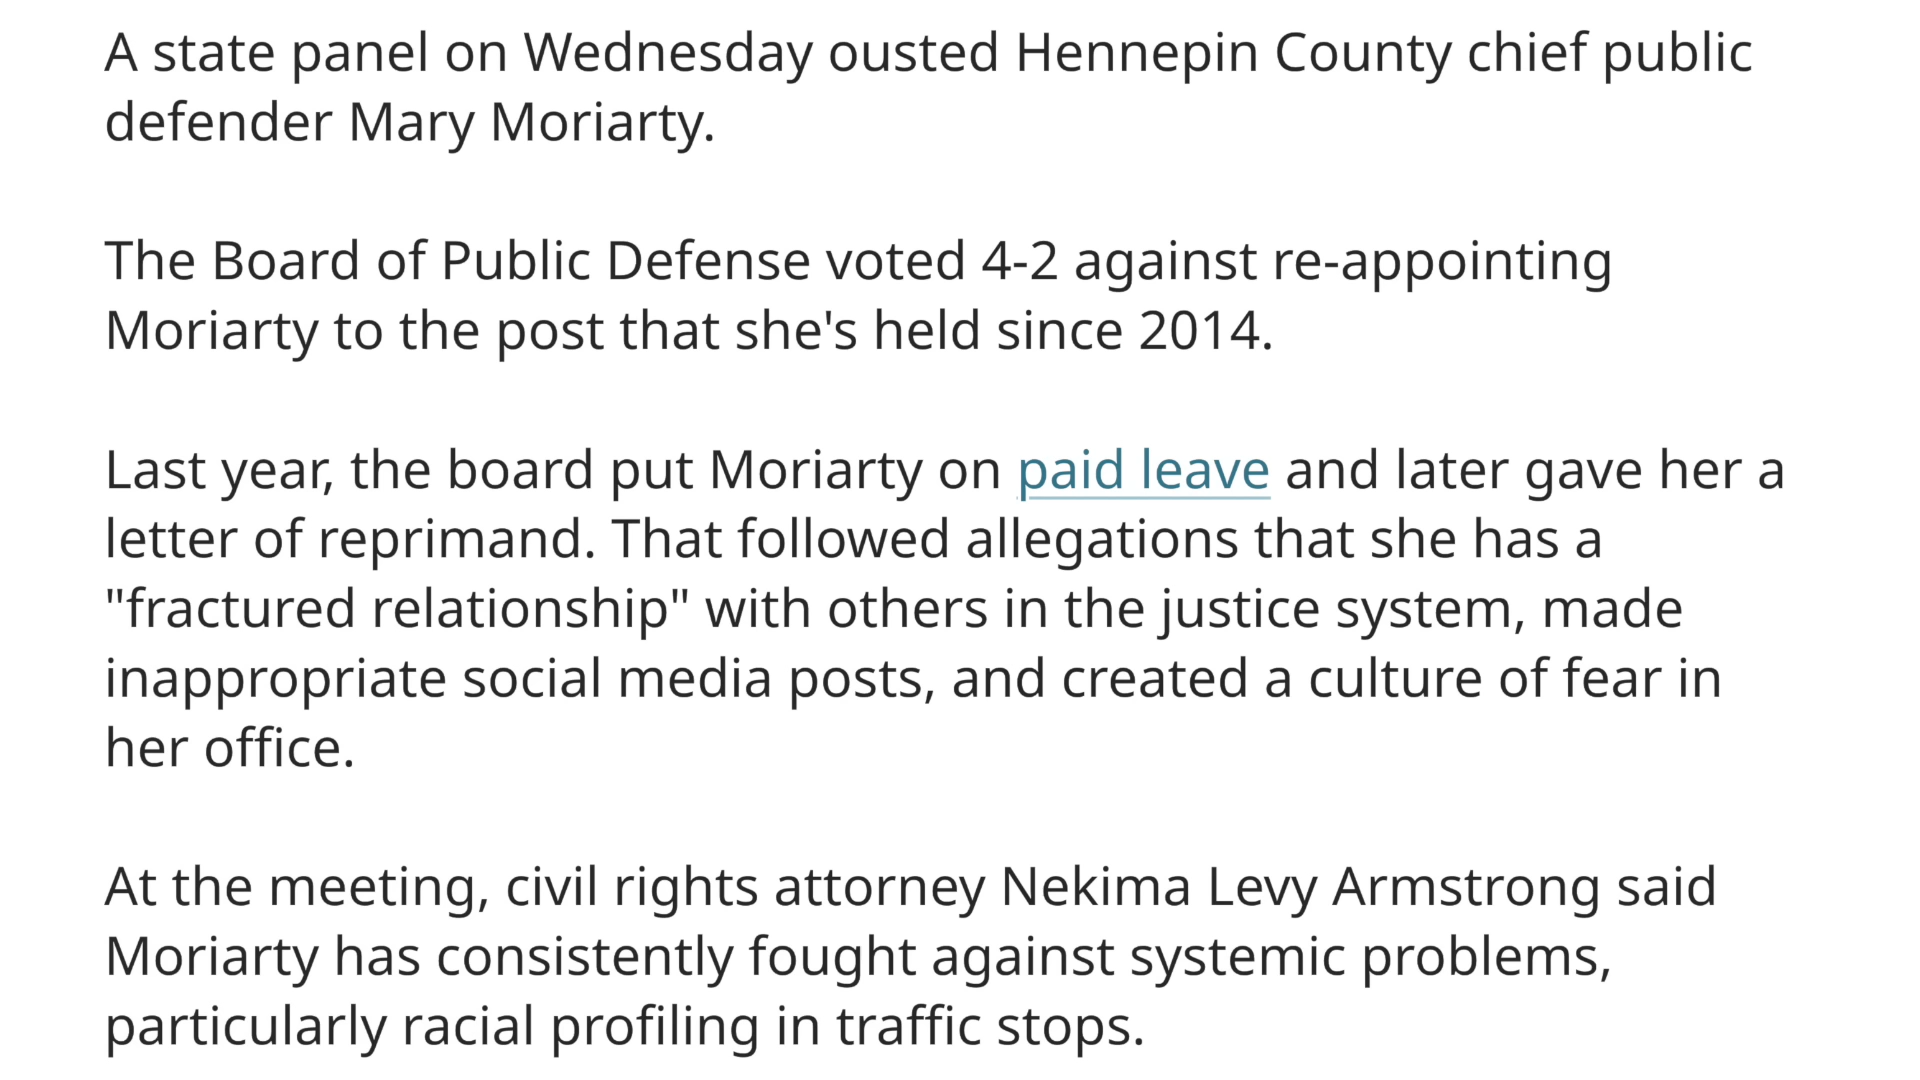 A state panel on Wednesday ousted Hennepin County chief public
defender Mary Moriarty.
The Board of Public Defense voted 4-2 against re-appointing
Moriarty to the post that she's held since 2014.
Last year, the board put Moriarty on paid leave and later gave her a
letter of reprimand. That followed allegations that she has a
"fractured relationship" with others in the justice system, made
inappropriate social media posts, and created a culture of fear in
her office.
At the meeting, civil rights attorney Nekima Levy Armstrong said
Moriarty has consistently fought against systemic problems,
particularly racial profiling in traffic stops.